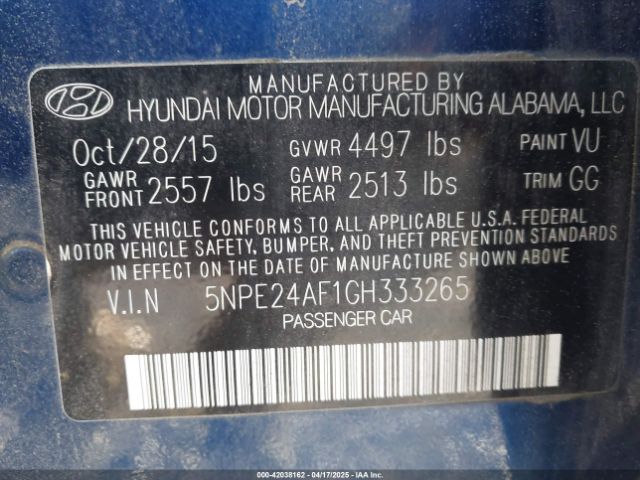 MANUFACTURED BY
HYUNDAI MOTOR MANUFACTURING ALABAMA, LLC
Oct/28/15 GVWR 4497 lbs PAINT VU
GAWR FRONT 2557 lbs GAWR REAR 2513 lbs TRIM GG
THIS VEHICLE CONFORMS TO ALL APPLICABLE U.S.A. FEDERAL
MOTOR VEHICLE SAFETY, BUMPER, AND THEFT PREVENTION STANDARDS
IN EFFECT ON THE DATE OF MANUFACTURE SHOWN ABOVE
V.I.N 5NPE24AF1GH333265
PASSENGER CAR
000-42038162 04/17/2025 - Copyright IAA, Inc.